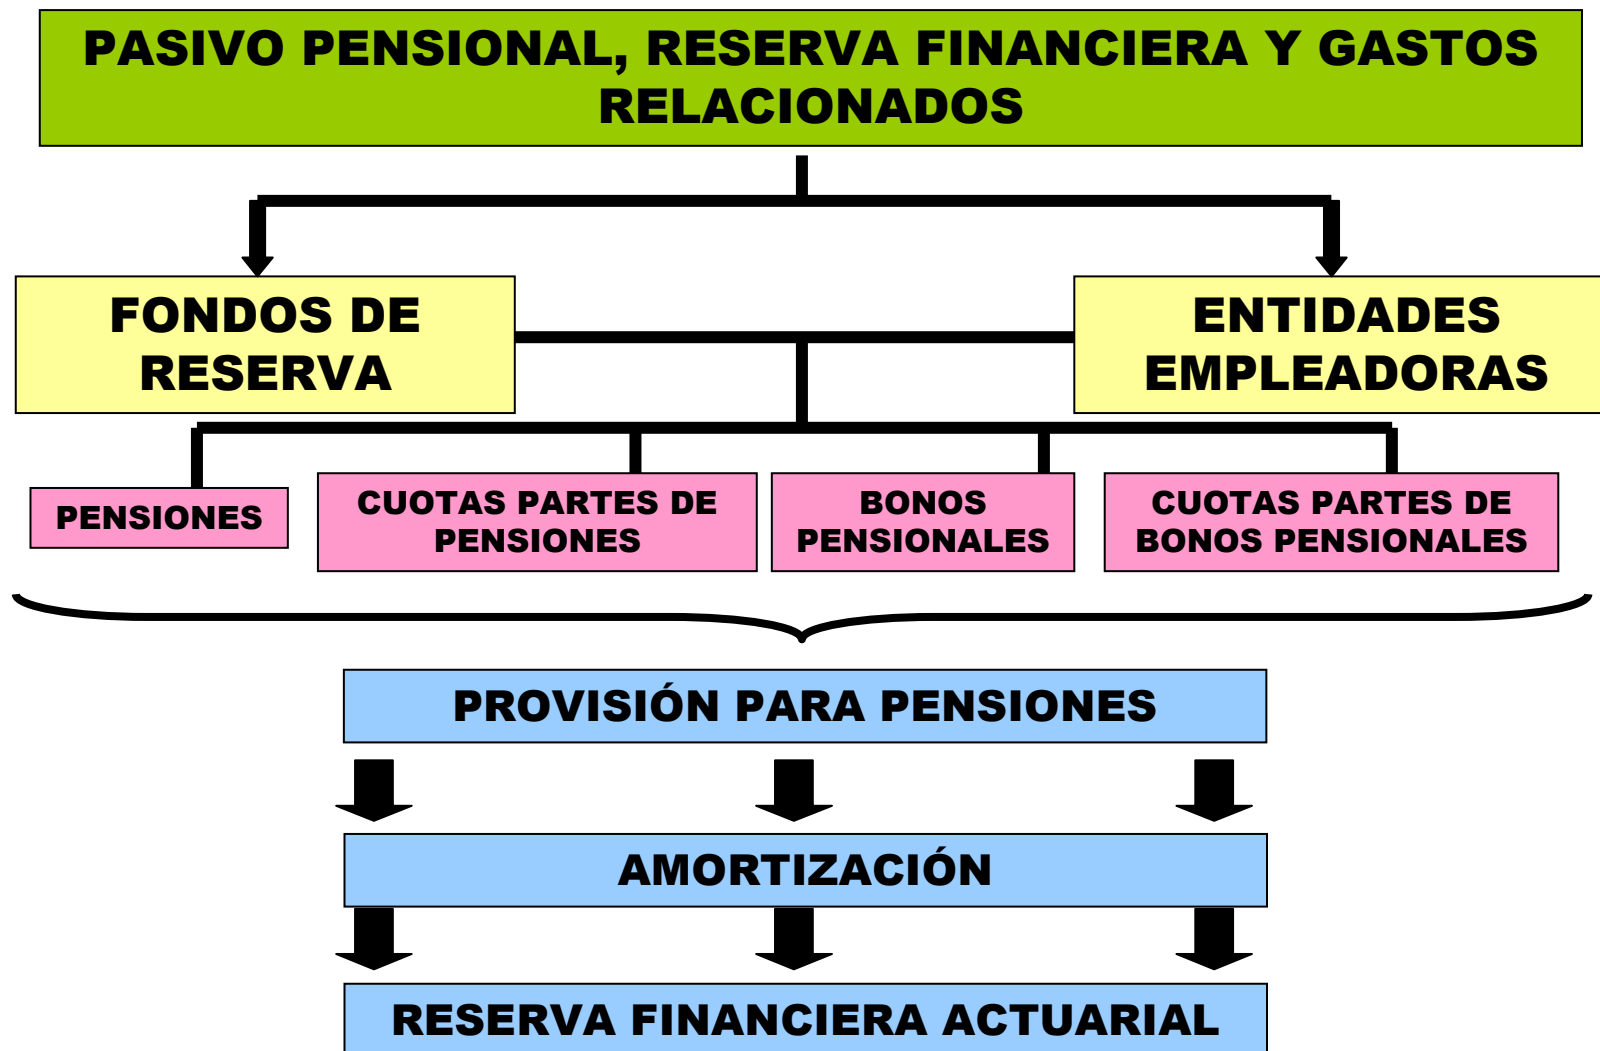 PASIVO PENSIONAL, RESERVA FINANCIERA Y GASTOS
RELACIONADOS
FONDOS DE
RESERVA
ENTIDADES
EMPLEADORAS
PENSIONES
CUOTAS PARTES DE
PENSIONES
BONOS
PENSIONALES
CUOTAS PARTES DE
BONOS PENSIONALES
PROVISIÓN PARA PENSIONES
AMORTIZACIÓN
RESERVA FINANCIERA ACTUARIAL